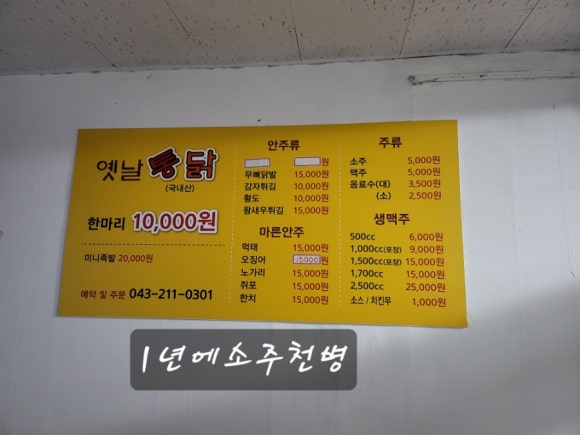 옛날 통닭
(국내산)
한마리 10,000원
미니족발 20,000원
예약 및 주문 043-211-0301
안주류
원
무뼈닭발 15,000원
감자튀김 10,000원
황도 10,000원
왕새우튀김 15,000원
마른안주
먹태 15,000원
오징어 15000원
노가리 15,000원
쥐포 15,000원
한치 15,000원
주류
소주 5,000원
맥주 5,000원
음료수(대) 3,500원
(소) 2,500원
생맥주
500cc 6,000원
1,000cc(포장) 9,000원
1,500cc(포장) 15,000원
1,700cc 15,000원
2,500cc 25,000원
소스 / 치킨무 1,000원
1년에소주천병